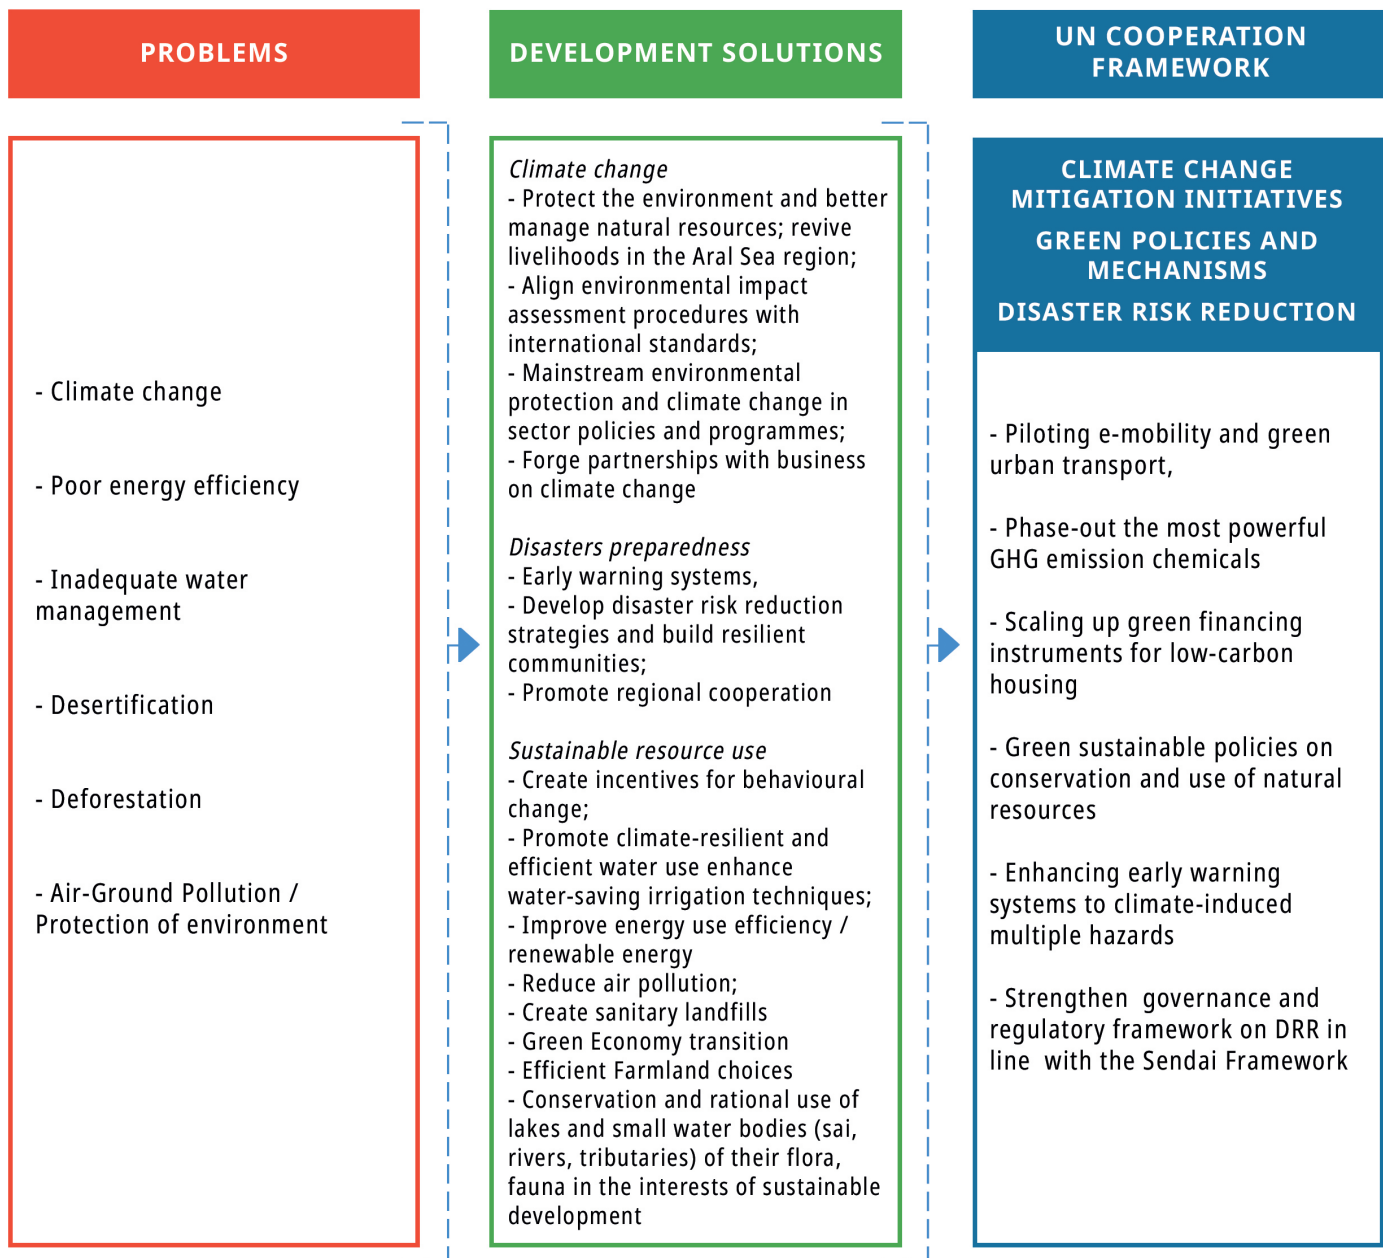 PROBLEMS
- Climate change
- Poor energy efficiency
- Inadequate water
management
- Desertification
- Deforestation
- Air-Ground Pollution /
Protection of environment
DEVELOPMENT SOLUTIONS
Climate change
- Protect the environment and better
manage natural resources; revive
livelihoods in the Aral Sea region;
- Align environmental impact
assessment procedures with
international standards;
- Mainstream environmental
protection and climate change in
sector policies and programmes;
- Forge partnerships with business
on climate change
Disasters preparedness
- Early warning systems,
- Develop disaster risk reduction
strategies and build resilient
communities;
- Promote regional cooperation
Sustainable resource use
- Create incentives for behavioural
change;
- Promote climate-resilient and
efficient water use enhance
water-saving irrigation techniques;
- Improve energy use efficiency /
renewable energy
- Reduce air pollution;
- Create sanitary landfills
- Green Economy transition
- Efficient Farmland choices
- Conservation and rational use of
lakes and small water bodies (sai,
rivers, tributaries) of their flora,
fauna in the interests of sustainable
development
UN COOPERATION
FRAMEWORK
CLIMATE CHANGE
MITIGATION INITIATIVES
GREEN POLICIES AND
MECHANISMS
DISASTER RISK REDUCTION
- Piloting e-mobility and green
urban transport,
- Phase-out the most powerful
GHG emission chemicals
- Scaling up green financing
instruments for low-carbon
housing
- Green sustainable policies on
conservation and use of natural
resources
- Enhancing early warning
systems to climate-induced
multiple hazards
- Strengthen  governance and
regulatory framework on DRR in
line  with the Sendai Framework